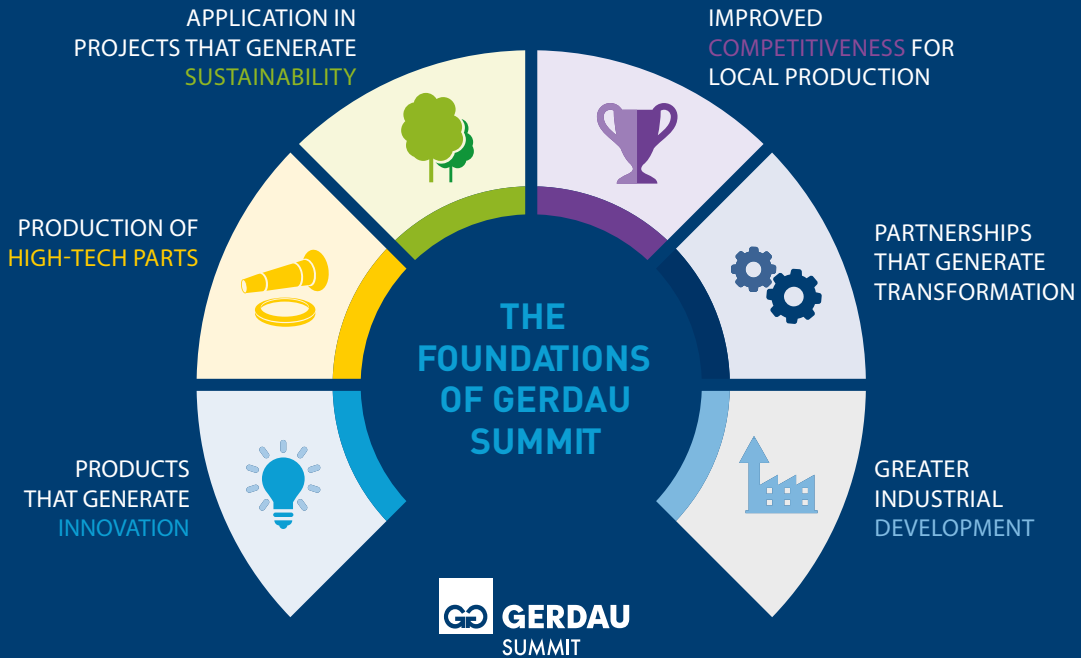 APPLICATION IN
PROJECTS THAT GENERATE
SUSTAINABILITY
IMPROVED
COMPETITIVENESS FOR
LOCAL PRODUCTION
PRODUCTION OF
HIGH-TECH PARTS
PARTNERSHIPS
THAT GENERATE
TRANSFORMATION
THE
FOUNDATIONS
OF GERDAU
SUMMIT
PRODUCTS
THAT GENERATE
INNOVATION
GREATER
INDUSTRIAL
DEVELOPMENT
GG GERDAU
SUMMIT